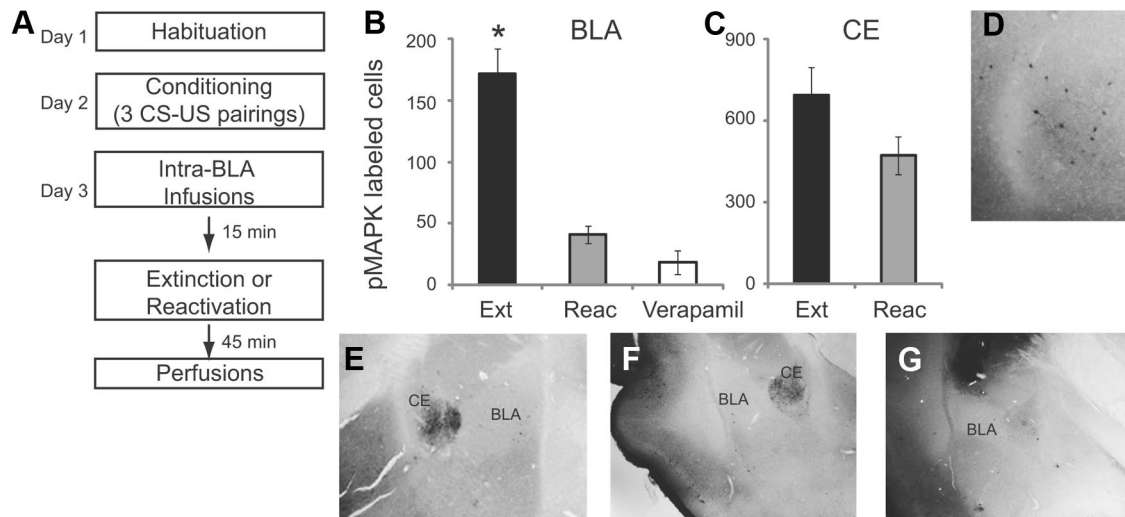 A
Day 1
Habituation
Day 2
Conditioning
(3 CS-US pairings)
Day 3
Intra-BLA
Infusions
15 min
Extinction or
Reactivation
45 min
Perfusions
B
BLA
*
pMAPK labeled cells
200
150
100
50
0
Ext
Reac
Verapamil
C
CE
900
600
300
0
Ext
Reac
D
E
CE
BLA
F
CE
BLA
G
BLA